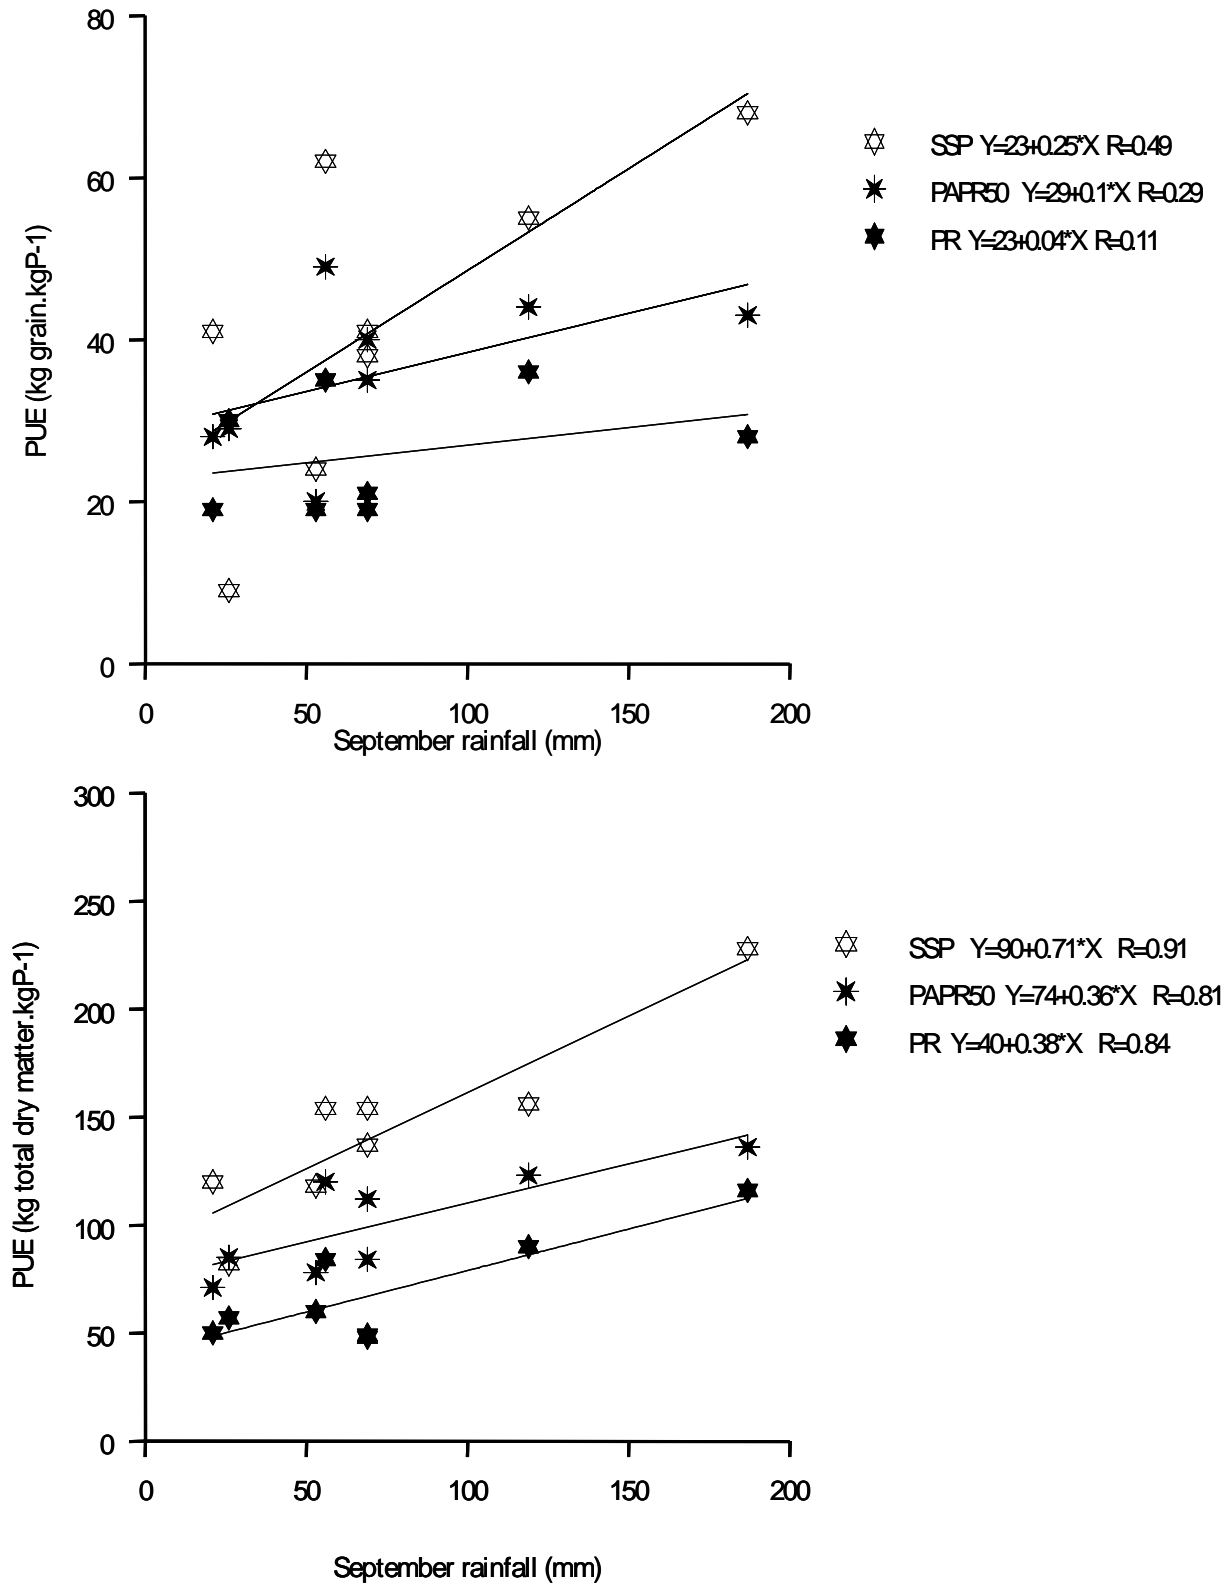 80
60
40
20
0
0 50 100 150 200
PUE (kg grain.kgP-1)
September rainfall (mm)
SSP Y=23+0.25*X R=0.49
PAPR50 Y=29+0.1*X R=0.29
PR Y=23+0.04*X R=0.11
300
250
200
150
100
50
0
0 50 100 150 200
PUE (kg total dry matter.kgP-1)
September rainfall (mm)
SSP Y=90+0.71*X R=0.91
PAPR50 Y=74+0.36*X R=0.81
PR Y=40+0.38*X R=0.84